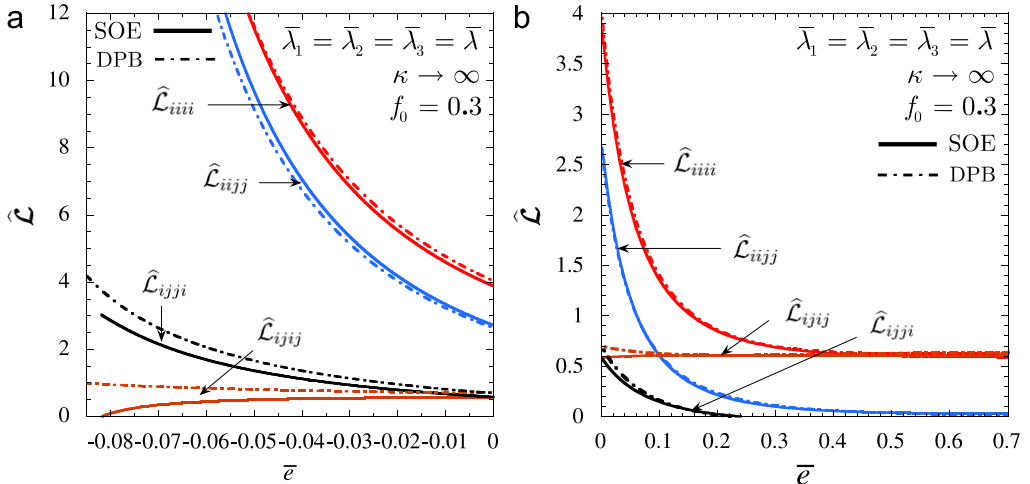 a
SOE
DPB
λ̄₁ = λ̄₂ = λ̄₃ = λ̄
κ → ∞
f₀ = 0.3
𝓛̂ᵢᵢᵢᵢ
𝓛̂ᵢᵢⱼⱼ
𝓛̂ᵢⱼⱼᵢ
𝓛̂ᵢⱼᵢⱼ
𝓛̂
12
10
8
6
4
2
0
-0.08 -0.07 -0.06 -0.05 -0.04 -0.03 -0.02 -0.01 0
e̅
b
λ̄₁ = λ̄₂ = λ̄₃ = λ̄
κ → ∞
f₀ = 0.3
SOE
DPB
𝓛̂ᵢᵢᵢᵢ
𝓛̂ᵢᵢⱼⱼ
𝓛̂ᵢⱼᵢⱼ
𝓛̂ᵢⱼⱼᵢ
𝓛̂
4
3.5
3
2.5
2
1.5
1
0.5
0
0 0.1 0.2 0.3 0.4 0.5 0.6 0.7
e̅